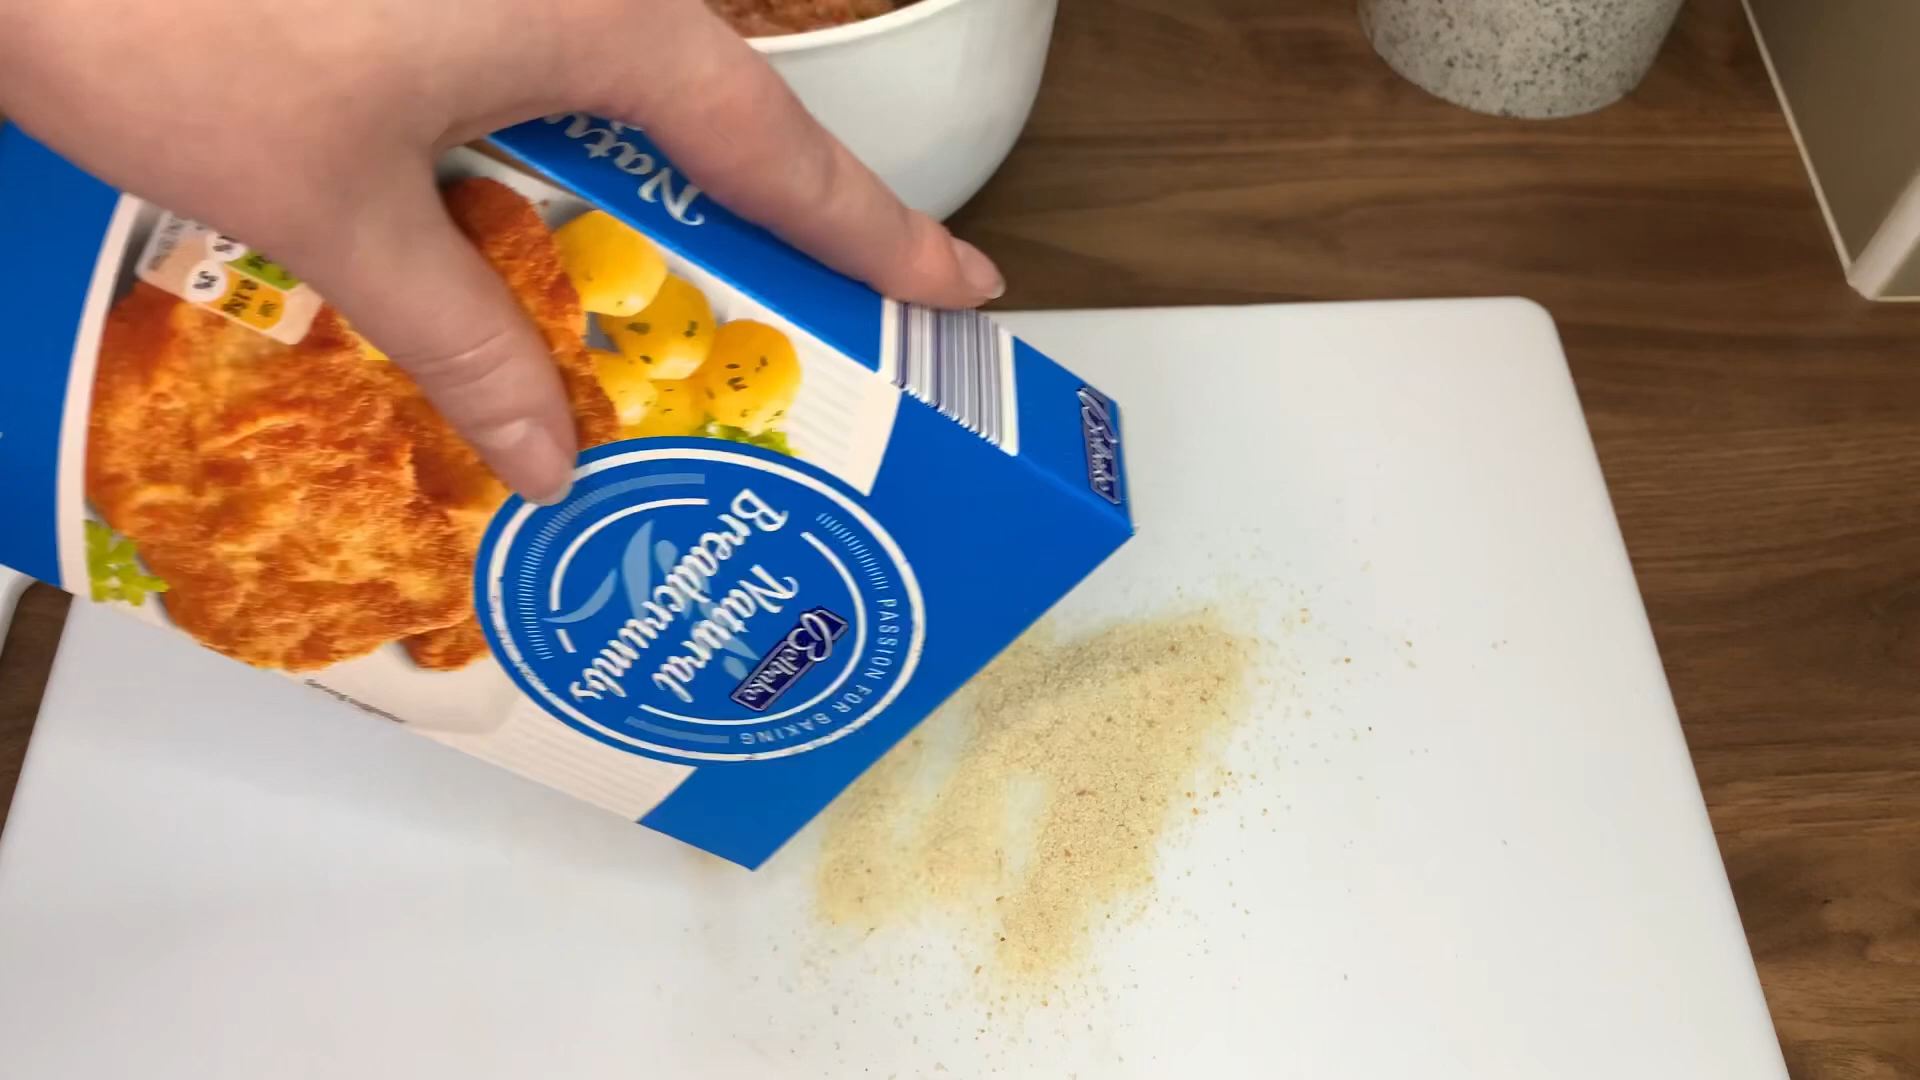 Belbake
Natural
Breadcrumbs
PASSION FOR BAKING
Belbake